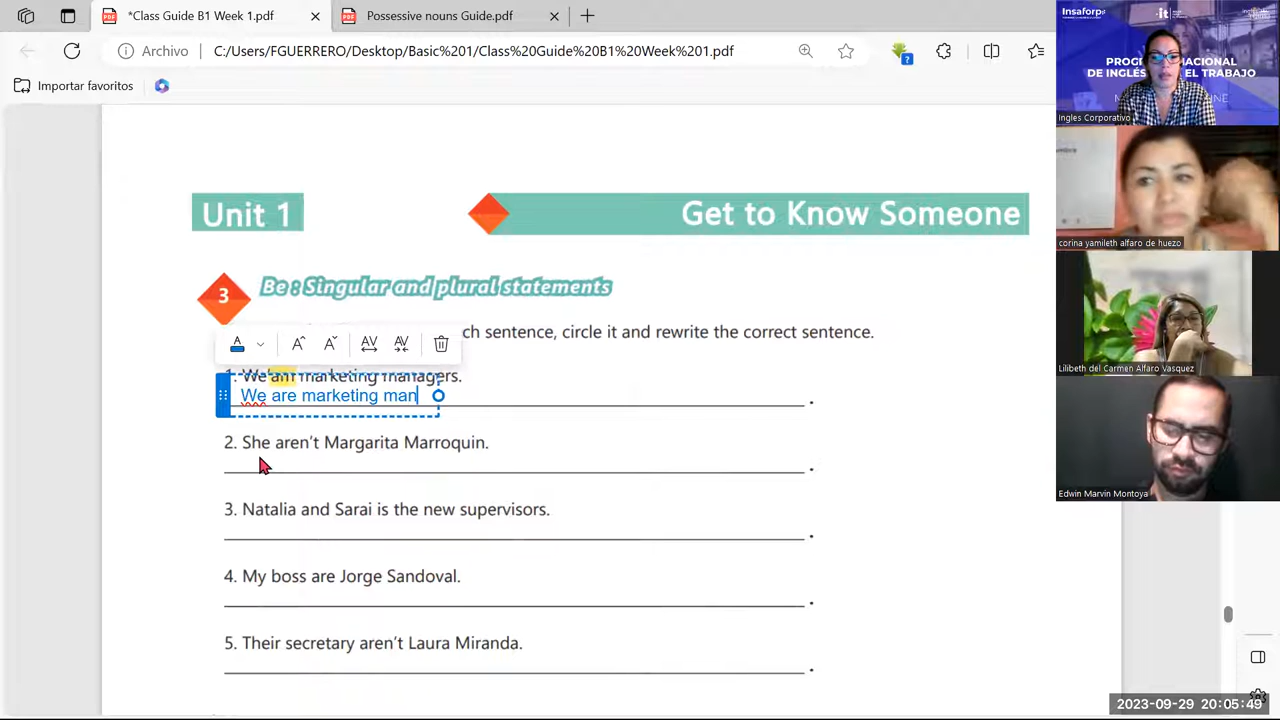 *Class Guide B1 Week 1.pdf
Possessive nouns Guide.pdf
Archivo
C:/Users/FGUERRERO/Desktop/Basic%201/Class%20Guide%20B1%20Week%201.pdf
Importar favoritos
Unit 1
Get to Know Someone
3
Be : Singular and plural statements
ch sentence, circle it and rewrite the correct sentence.
We am marketing managers.
We are marketing man
2. She aren't Margarita Marroquin.
3. Natalia and Sarai is the new supervisors.
4. My boss are Jorge Sandoval.
5. Their secretary aren't Laura Miranda.
Insaforp
it
DE INGLÉS
EL TRABAJO
Ingles Corporativo
corina yamileth alfaro de huezo
Lilibeth del Carmen Alfaro Vasquez
Edwin Marvin Montoya
2023-09-29 20:05:49